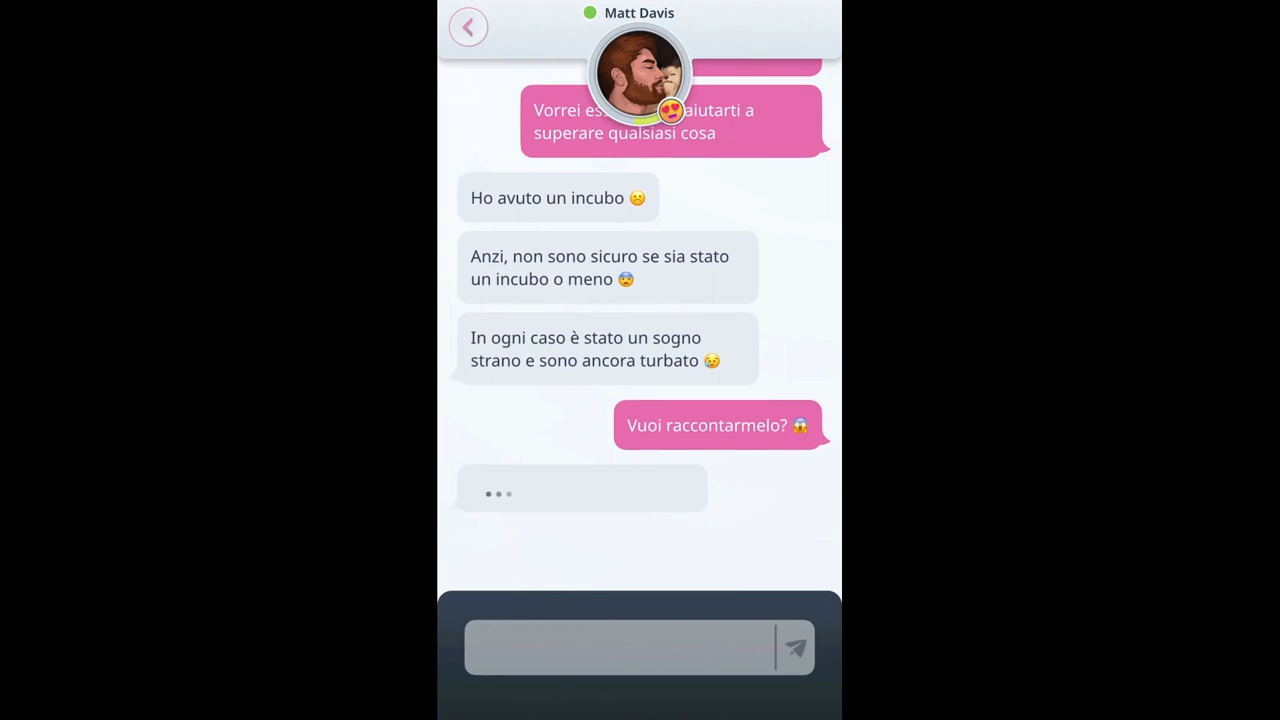 Matt Davis
Vorrei aiutarti a
superare qualsiasi cosa
Ho avuto un incubo ☹️
Anzi, non sono sicuro se sia stato
un incubo o meno 😨
In ogni caso è stato un sogno
strano e sono ancora turbato 😥
Vuoi raccontarmelo? 😱